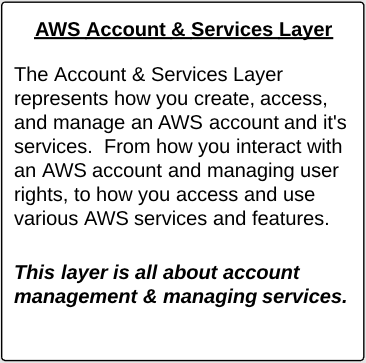 AWS Account & Services Layer
The Account & Services Layer
represents how you create, access,
and manage an AWS account and it's
services.  From how you interact with
an AWS account and managing user
rights, to how you access and use
various AWS services and features.
This layer is all about account
management & managing services.